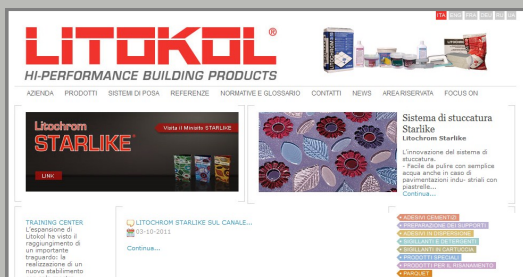 ITA ENG FRA DEU RU UA
LITOKOL®
HI-PERFORMANCE BUILDING PRODUCTS
AZIENDA PRODOTTI SISTEMI DI POSA REFERENZE NORMATIVE E GLOSSARIO CONTATTI NEWS AREA RISERVATA FOCUS ON
Litochrom
STARLIKE®
Visita il Minisito STARLIKE
LINK
Sistema di stuccatura
Starlike
Litochrom Starlike
L'innovazione del sistema di
stuccatura.
- Facile da pulire con semplice
acqua anche in caso di
pavimentazioni indu- striali con
piastrelle...
Continua...
TRAINING CENTER
L'espansione di
Litokol ha visto il
raggiungimento di
un importante
traguardo: la
realizzazione di un
nuovo stabilimento
LITOCHROM STARLIKE SUL CANALE...
03-10-2011
Continua...
ADESIVI CEMENTIZI
PREPARAZIONE DEI SUPPORTI
ADESIVI IN DISPERSIONE
SIGILLANTI E DETERGENTI
SIGILLANTI IN CARTUCCIA
PRODOTTI SPECIALI
PRODOTTI PER IL RISANAMENTO
PARQUET